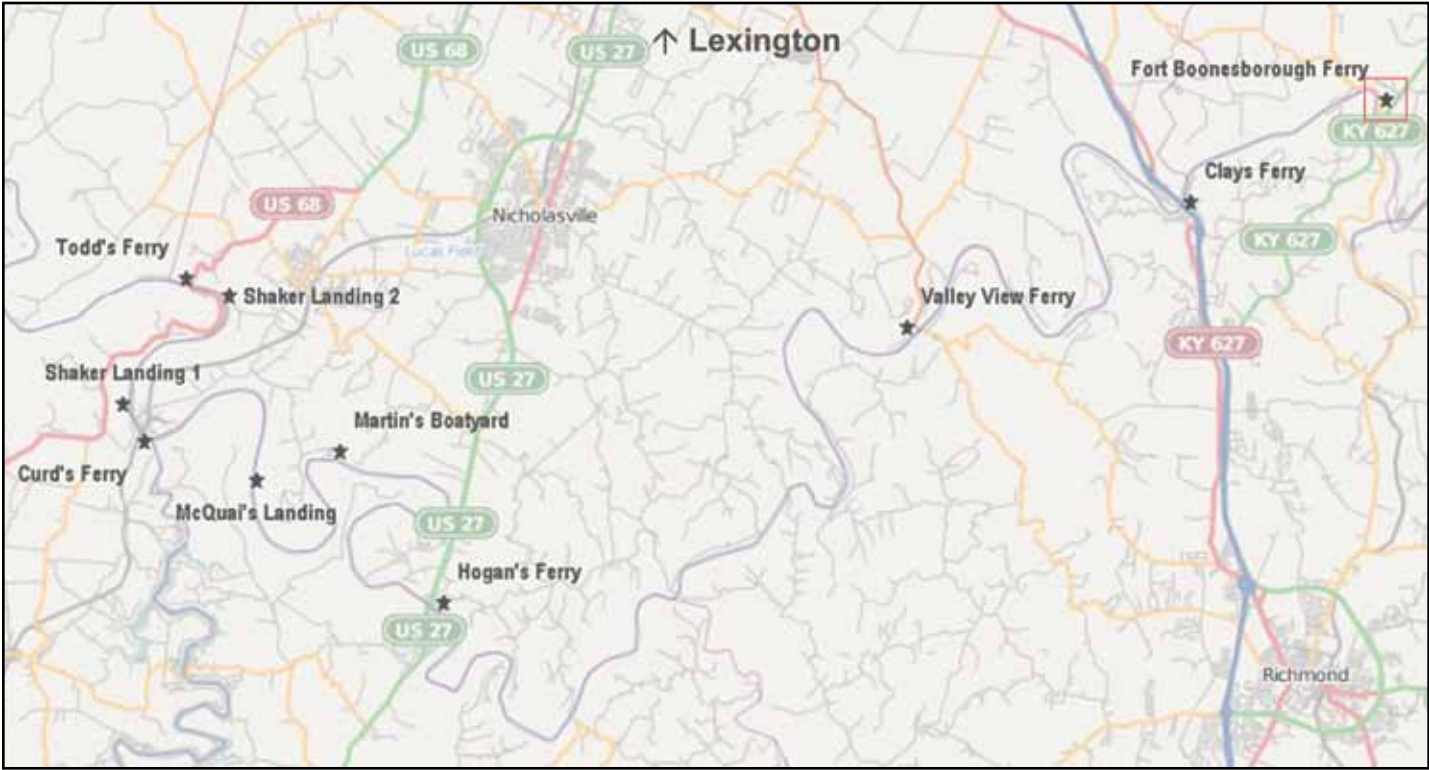 US 68
US 27
↑ Lexington
Fort Boonesborough Ferry
KY 627
Clays Ferry
US 68
Nicholasville
KY 627
Todd's Ferry
Lucas Field
Shaker Landing 2
Valley View Ferry
KY 627
Shaker Landing 1
US 27
Martin's Boatyard
Curd's Ferry
McQuai's Landing
US 27
Hogan's Ferry
US 27
Richmond